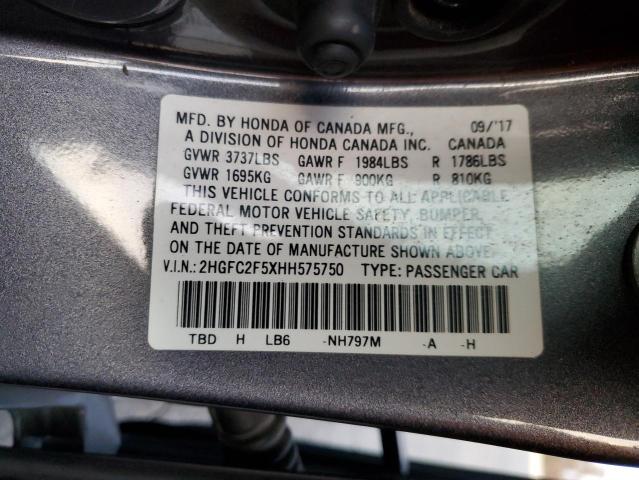 MFD. BY HONDA OF CANADA MFG., 09/'17
A DIVISION OF HONDA CANADA INC. CANADA
GVWR 3737LBS GAWR F 1984LBS R 1786LBS
GVWR 1695KG GAWR F 900KG R 810KG
THIS VEHICLE CONFORMS TO ALL APPLICABLE
FEDERAL MOTOR VEHICLE SAFETY, BUMPER,
AND THEFT PREVENTION STANDARDS IN EFFECT
ON THE DATE OF MANUFACTURE SHOWN ABOVE.
V.I.N.: 2HGFC2F5XHH575750 TYPE: PASSENGER CAR
TBD H LB6 -NH797M -A -H